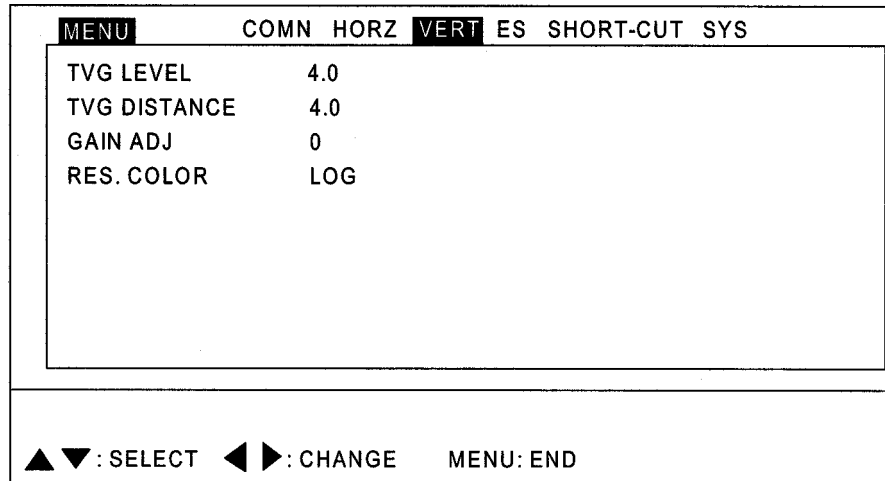 MENU COMN HORZ VERT ES SHORT-CUT SYS
TVG LEVEL 4.0
TVG DISTANCE 4.0
GAIN ADJ 0
RES. COLOR LOG
▲ ▼ : SELECT ◀ ▶ : CHANGE MENU: END